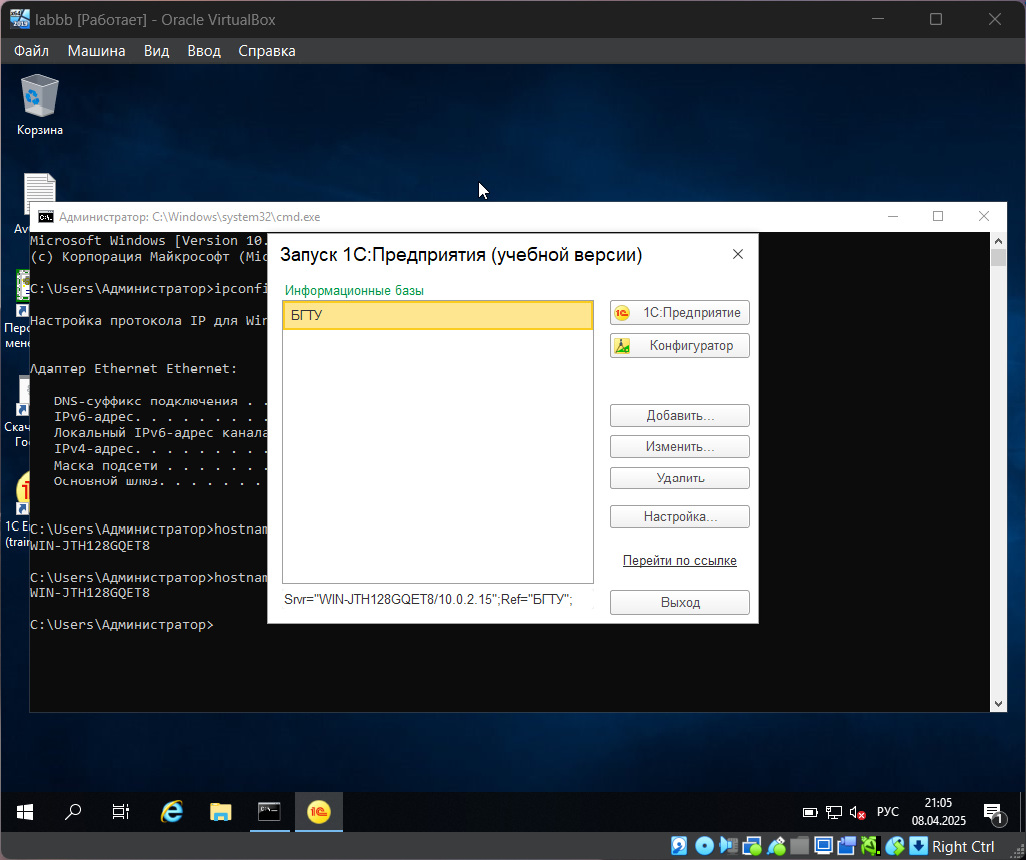 labbb [Работает] - Oracle VirtualBox
Файл Машина Вид Ввод Справка
Корзина
Администратор: C:\Windows\system32\cmd.exe
Microsoft Windows [Version 10.
(c) Корпорация Майкрософт (Mic
C:\Users\Администратор>ipconfi
Настройка протокола IP для Win
Адаптер Ethernet Ethernet:
DNS-суффикс подключения . .
IPv6-адрес. . . . . . . . .
Локальный IPv6-адрес канала
IPv4-адрес. . . . . . . . .
Маска подсети . . . . . . .
Основной шлюз. . . . . . .
C:\Users\Администратор>hostnam
WIN-JTH128GQET8
C:\Users\Администратор>hostnam
WIN-JTH128GQET8
C:\Users\Администратор>
Запуск 1С:Предприятия (учебной версии)
Информационные базы
БГТУ
1С:Предприятие
Конфигуратор
Добавить...
Изменить...
Удалить
Настройка...
Перейти по ссылке
Выход
Srvr="WIN-JTH128GQET8/10.0.2.15";Ref="БГТУ";
РУС
21:05
08.04.2025
1
Right Ctrl